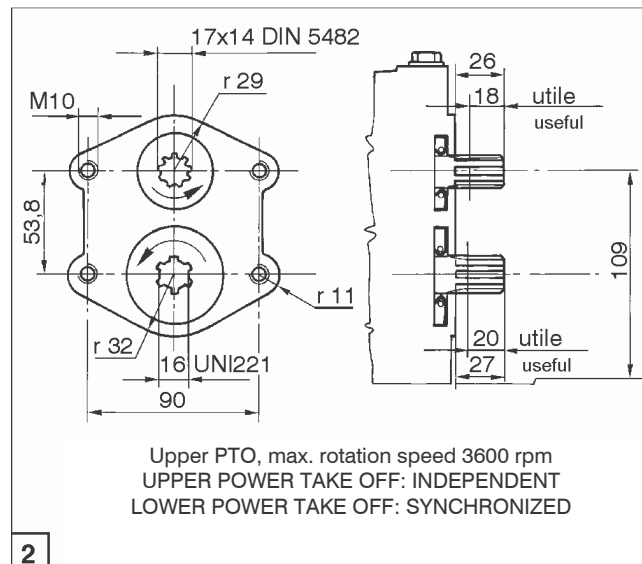 17x14 DIN 5482
r 29
M10
53,8
r 11
r 32
16 UNI221
90
26
18 utile
useful
109
20 utile
27 useful
Upper PTO, max. rotation speed 3600 rpm
UPPER POWER TAKE OFF: INDEPENDENT
LOWER POWER TAKE OFF: SYNCHRONIZED
2